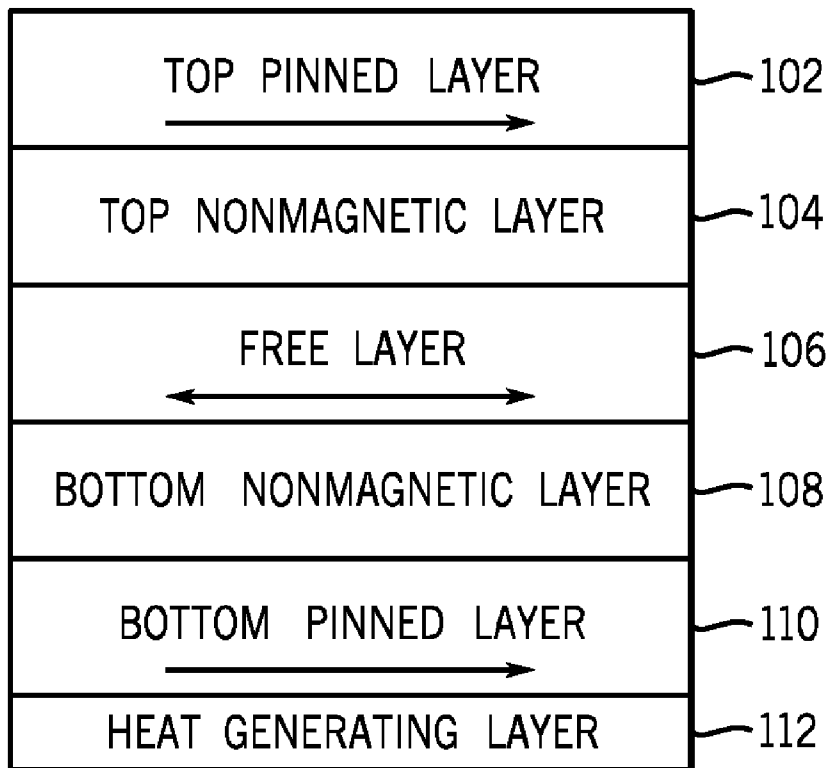 TOP PINNED LAYER 102
TOP NONMAGNETIC LAYER 104
FREE LAYER 106
BOTTOM NONMAGNETIC LAYER 108
BOTTOM PINNED LAYER 110
HEAT GENERATING LAYER 112